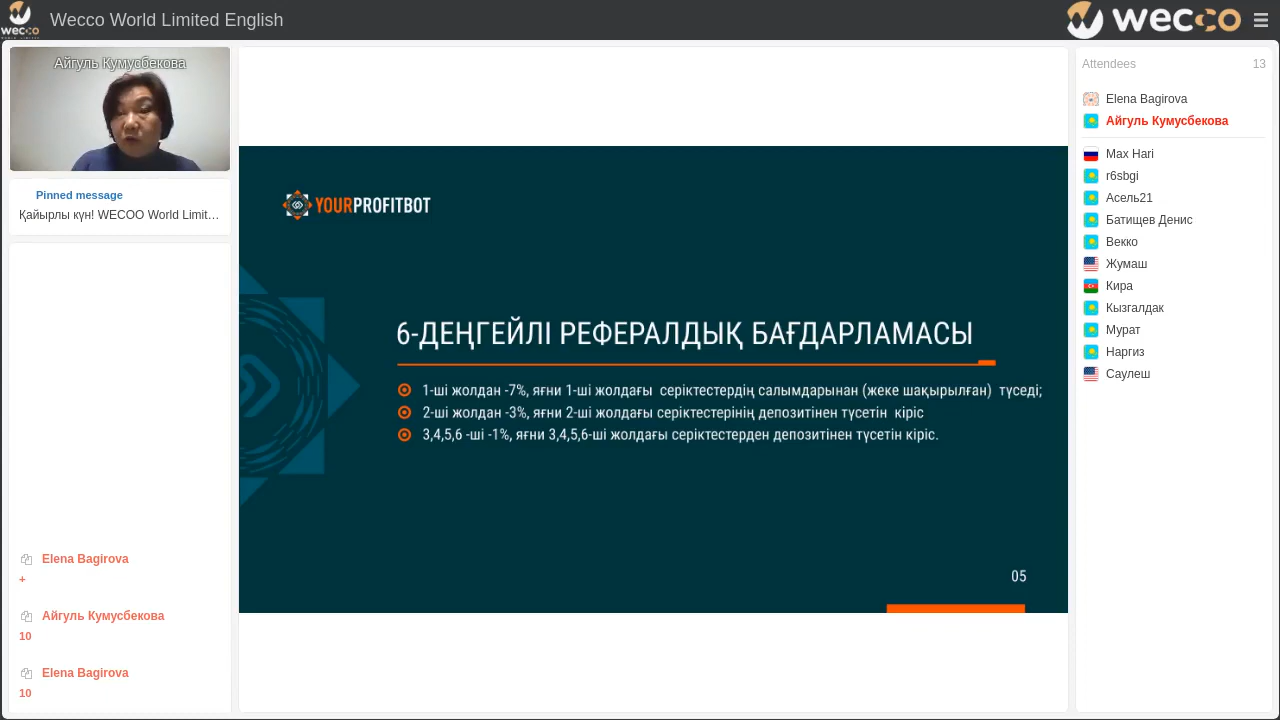 wecco
Wecco World Limited English
wecco
Айгуль Кумусбекова
Pinned message
Қайырлы күн! WECOO World Limit…
Elena Bagirova
+
Айгуль Кумусбекова
10
Elena Bagirova
10
YOURPROFITBOT
6-ДЕҢГЕЙЛІ РЕФЕРАЛДЫҚ БАҒДАРЛАМАСЫ
1-ші жолдан -7%, яғни 1-ші жолдағы серіктестердің салымдарынан (жеке шақырылған) түседі;
2-ші жолдан -3%, яғни 2-ші жолдағы серіктестерінің депозитінен түсетін кіріс
3,4,5,6 -ші -1%, яғни 3,4,5,6-ші жолдағы серіктестерден депозитінен түсетін кіріс.
05
Attendees 13
Elena Bagirova
Айгуль Кумусбекова
Max Hari
r6sbgi
Асель21
Батищев Денис
Векко
Жумаш
Кира
Кызгалдак
Мурат
Наргиз
Саулеш